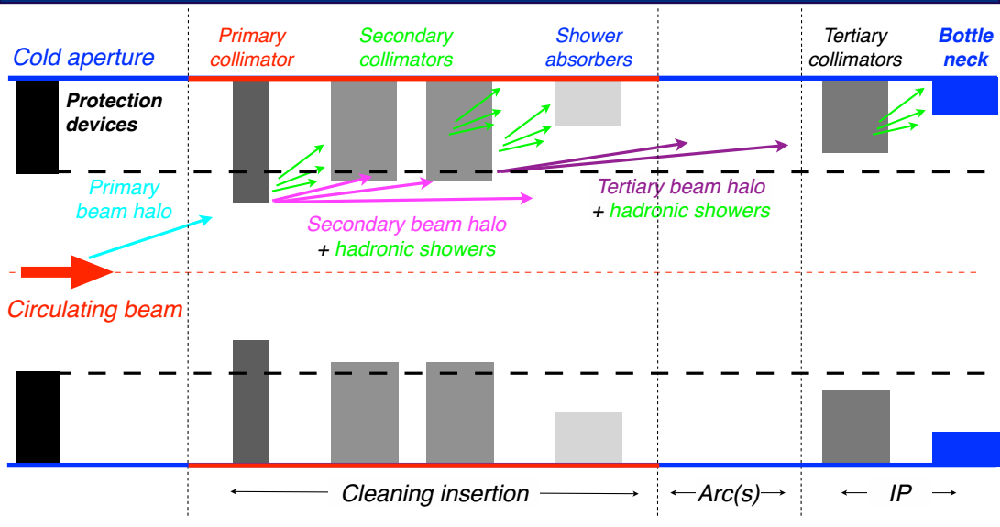 Cold aperture
Primary
collimator
Secondary
collimators
Shower
absorbers
Tertiary
collimators
Bottle
neck
Protection
devices
Primary
beam halo
Secondary beam halo
+ hadronic showers
Tertiary beam halo
+ hadronic showers
Circulating beam
Cleaning insertion
Arc(s)
IP